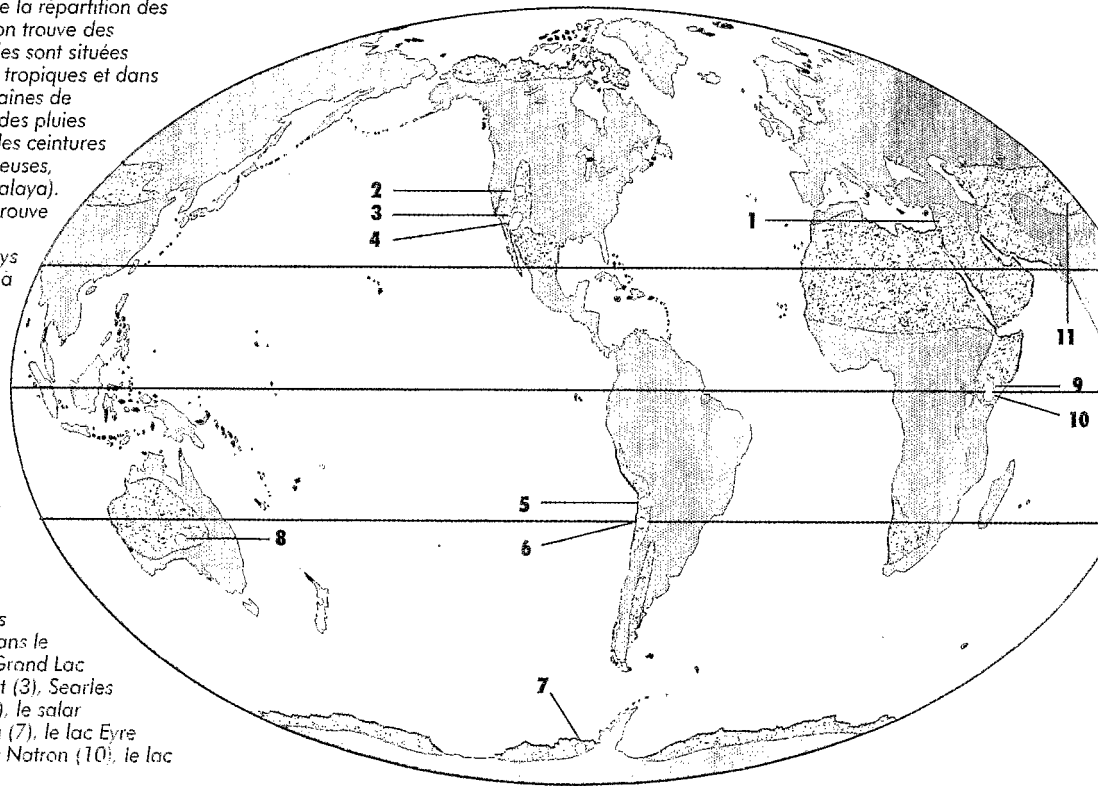 e la répartition des
on trouve des
les sont situées
tropiques et dans
aines de
des pluies
des ceintures
euses,
alaya).
rouve
ys
a
s
ans le
Grand Lac
t (3), Searles
), le salar
(7), le lac Eyre
Natron (10), le lac
1
2
3
4
5
6
7
8
9
10
11